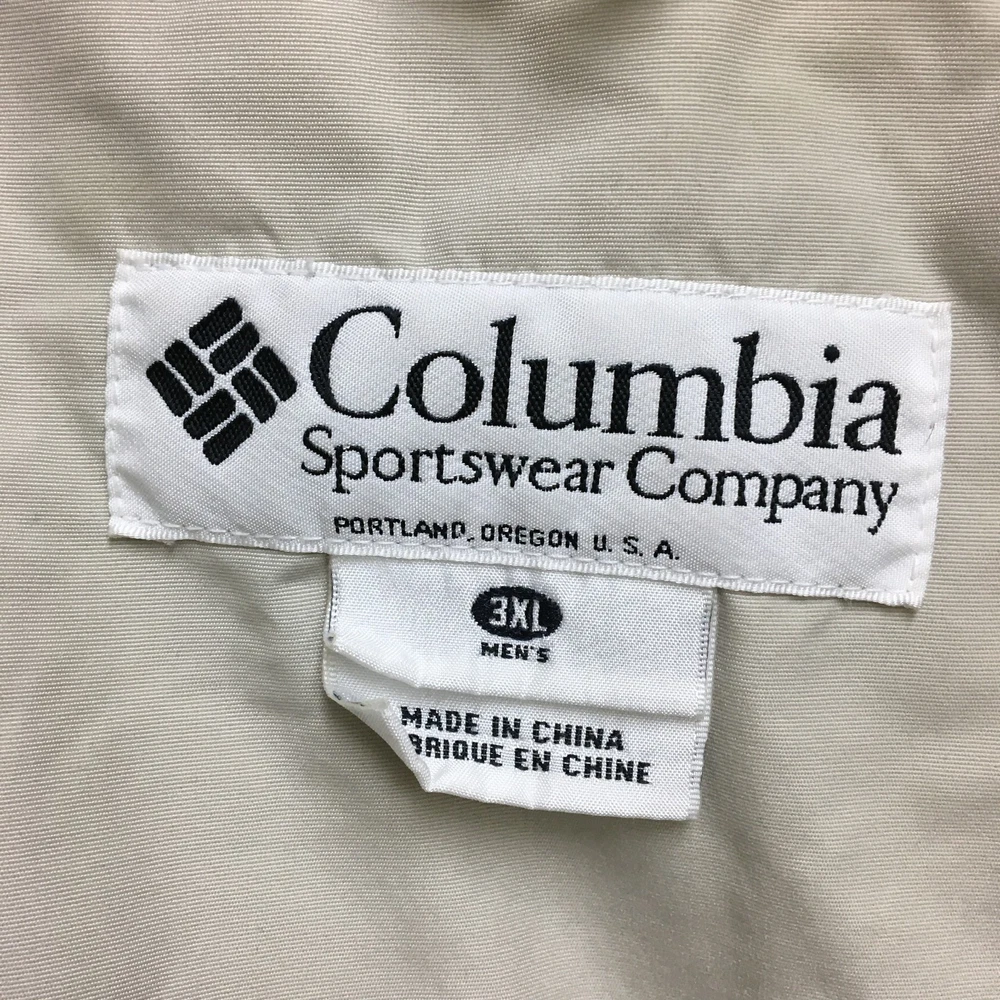 Columbia
Sportswear Company
PORTLAND, OREGON U.S.A.
3XL
MEN'S
MADE IN CHINA
BRIQUE EN CHINE